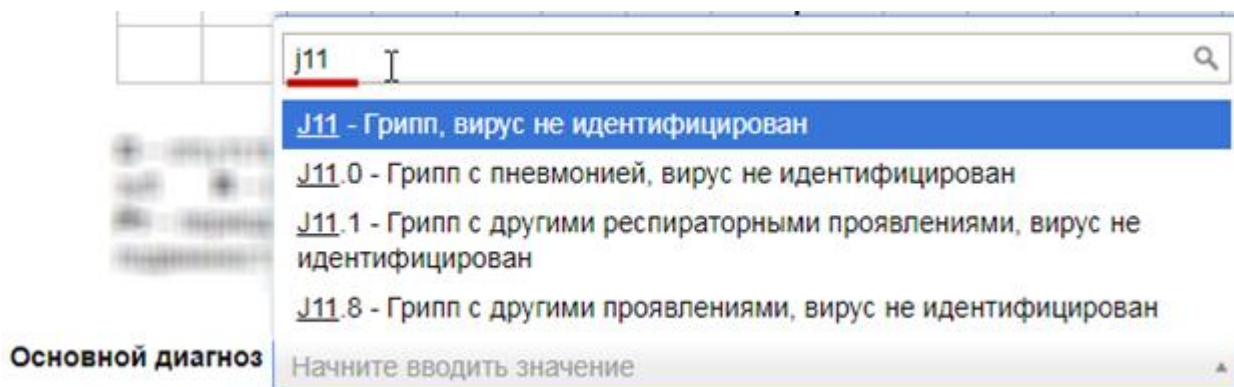 j11
J11 - Грипп, вирус не идентифицирован
J11.0 - Грипп с пневмонией, вирус не идентифицирован
J11.1 - Грипп с другими респираторными проявлениями, вирус не
идентифицирован
J11.8 - Грипп с другими проявлениями, вирус не идентифицирован
Основной диагноз Начните вводить значение